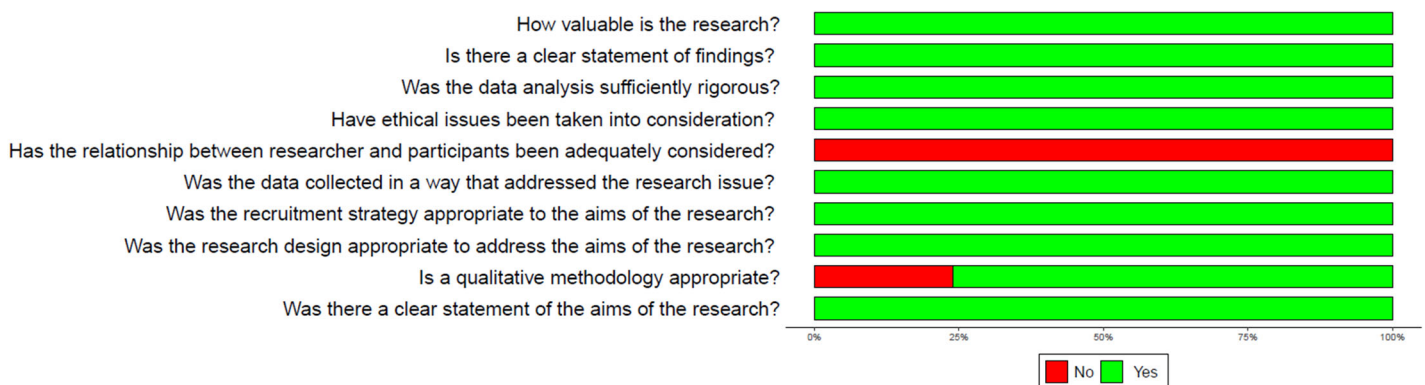 How valuable is the research?
Is there a clear statement of findings?
Was the data analysis sufficiently rigorous?
Have ethical issues been taken into consideration?
Has the relationship between researcher and participants been adequately considered?
Was the data collected in a way that addressed the research issue?
Was the recruitment strategy appropriate to the aims of the research?
Was the research design appropriate to address the aims of the research?
Is a qualitative methodology appropriate?
Was there a clear statement of the aims of the research?
0% 25% 50% 75% 100%
No Yes